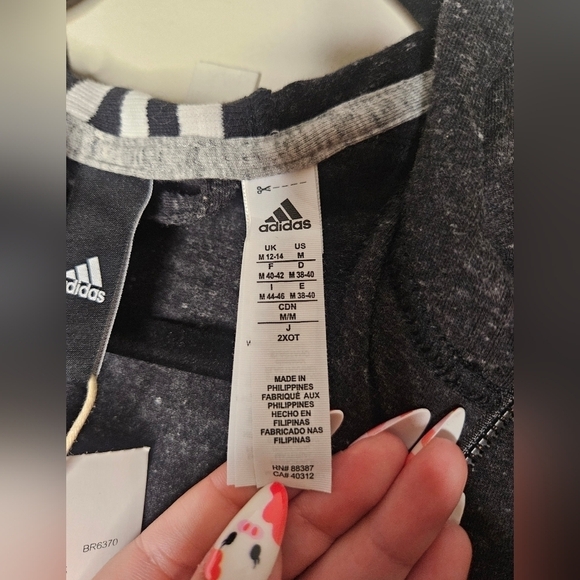 adidas
UK US
M 12-14 M
F D
M 40-42 M 38-40
I E
M 44-46 M 38-40
CDN
M/M
J
2XOT
MADE IN
PHILIPPINES
FABRIQUÉ AUX
PHILIPPINES
HECHO EN
FILIPINAS
FABRICADO NAS
FILIPINAS
HN# 88387
CA# 40312
adidas
BR6370
W